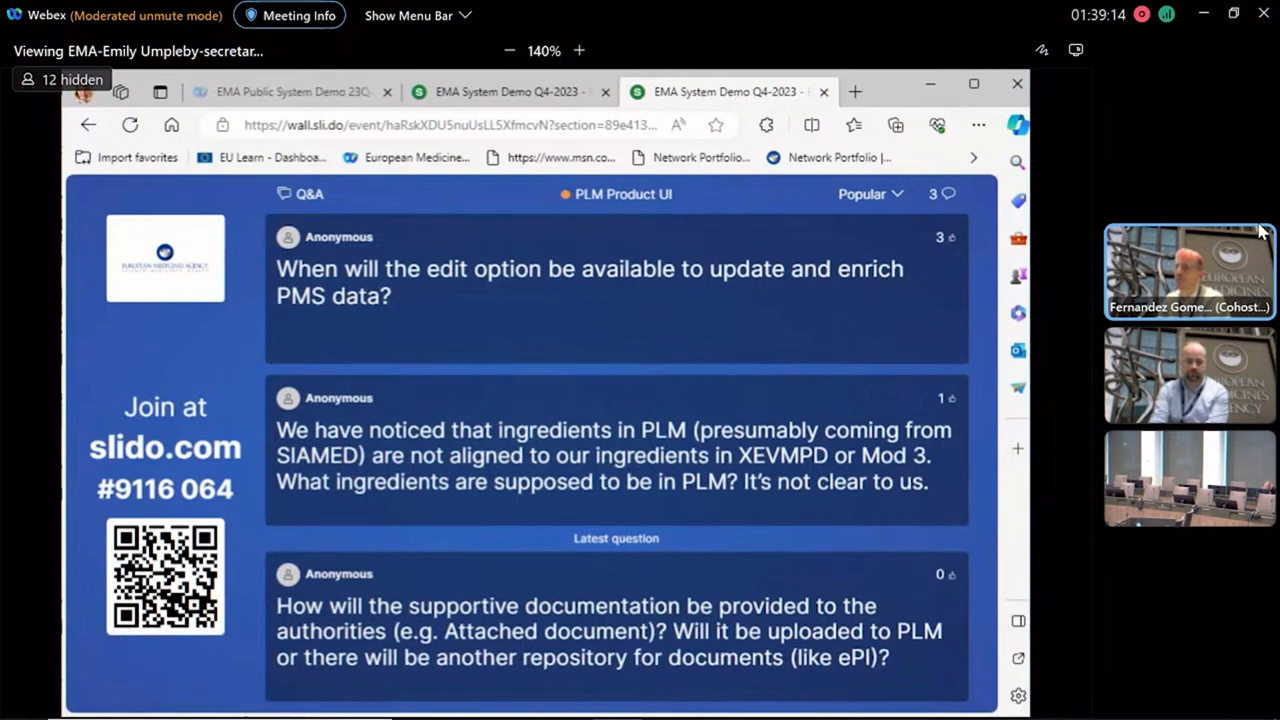 Webex (Moderated unmute mode) Meeting Info Show Menu Bar 01:39:14
Viewing EMA-Emily Umpleby-secretar... 140%
12 hidden
EMA Public System Demo 23Q- EMA System Demo Q4-2023 - EMA System Demo Q4-2023 -
https://wall.sli.do/event/haRskXDU5nuUsLL5XfmcvN?section=89e413...
Import favorites EU Learn - Dashboa... European Medicine... https://www.msn.co... Network Portfolio... Network Portfolio |...
Q&A PLM Product UI Popular 3
EUROPEAN MEDICINES AGENCY
Join at
slido.com
#9116 064
Anonymous 3
When will the edit option be available to update and enrich
PMS data?
Anonymous 1
We have noticed that ingredients in PLM (presumably coming from
SIAMED) are not aligned to our ingredients in XEVMPD or Mod 3.
What ingredients are supposed to be in PLM? It's not clear to us.
Latest question
Anonymous 0
How will the supportive documentation be provided to the
authorities (e.g. Attached document)? Will it be uploaded to PLM
or there will be another repository for documents (like ePI)?
Fernandez Gome... (Cohost...)